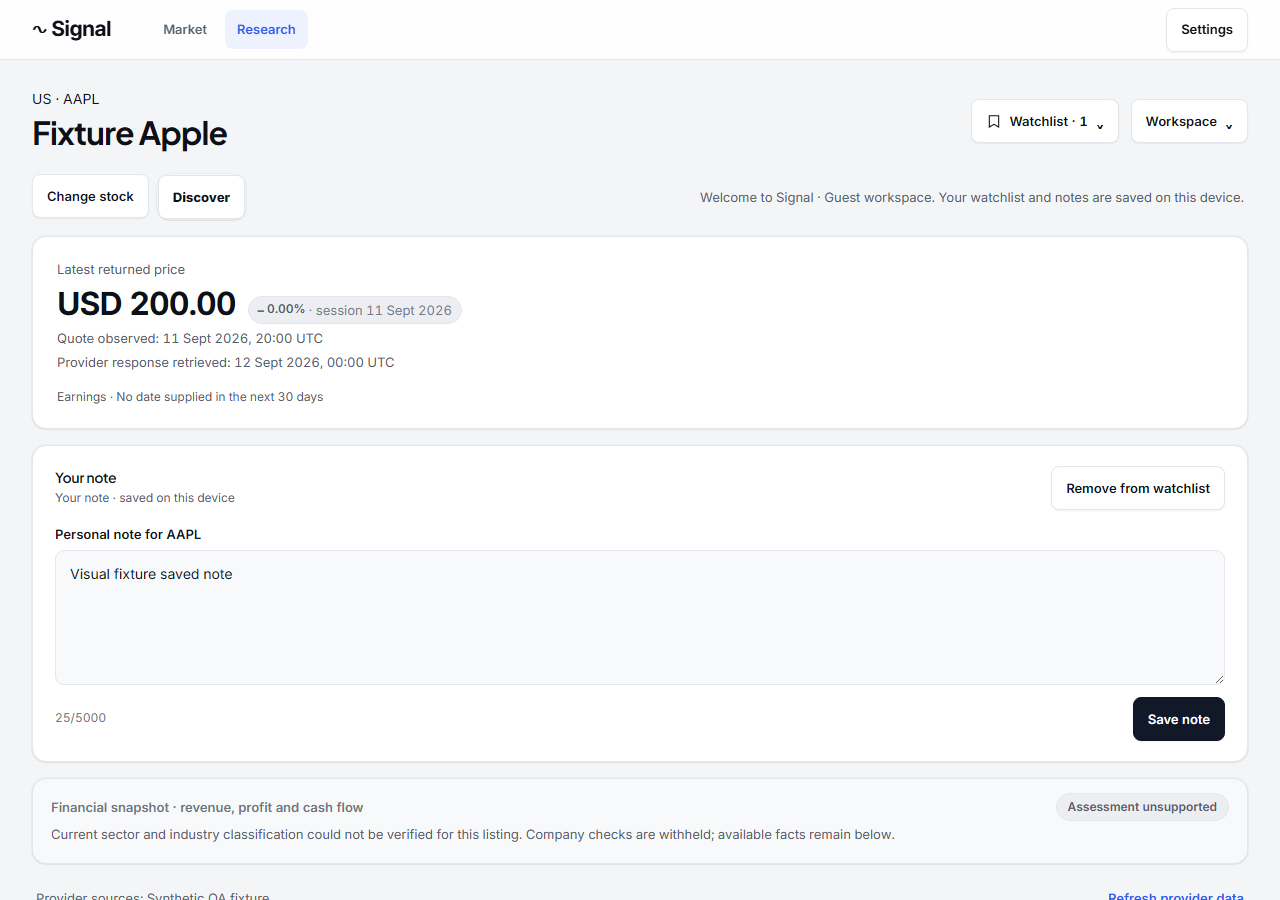 Signal
Market
Research
Settings
US · AAPL
Fixture Apple
Watchlist · 1
Workspace
Change stock
Discover
Welcome to Signal · Guest workspace. Your watchlist and notes are saved on this device.
Latest returned price
USD 200.00
– 0.00% · session 11 Sept 2026
Quote observed: 11 Sept 2026, 20:00 UTC
Provider response retrieved: 12 Sept 2026, 00:00 UTC
Earnings · No date supplied in the next 30 days
Your note
Your note · saved on this device
Remove from watchlist
Personal note for AAPL
Visual fixture saved note
25/5000
Save note
Financial snapshot · revenue, profit and cash flow
Assessment unsupported
Current sector and industry classification could not be verified for this listing. Company checks are withheld; available facts remain below.
Provider sources: Synthetic QA fixture
Refresh provider data